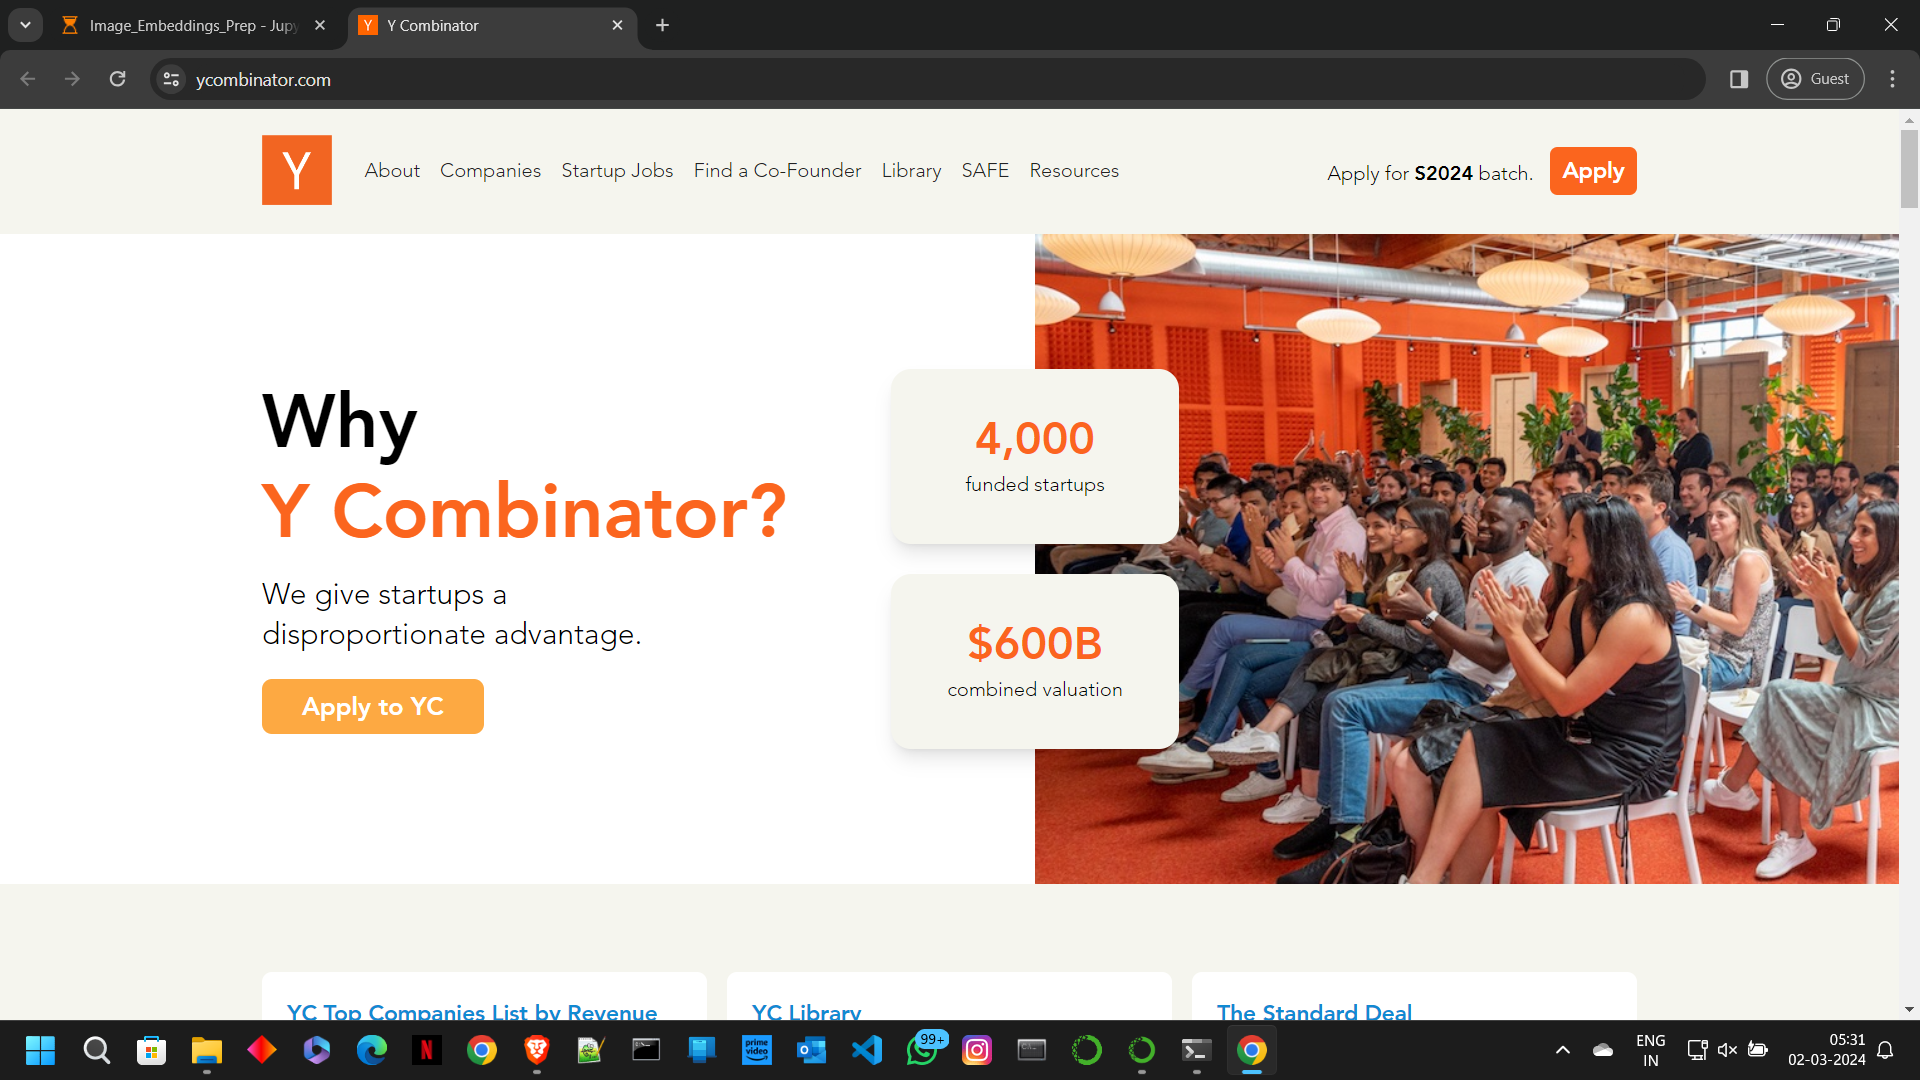 Image_Embeddings_Prep - Jupy
Y Y Combinator
ycombinator.com
Guest
Y
About Companies Startup Jobs Find a Co-Founder Library SAFE Resources
Apply for S2024 batch. Apply
Why
Y Combinator?
We give startups a
disproportionate advantage.
Apply to YC
4,000
funded startups
$600B
combined valuation
YC Top Companies List by Revenue
YC Library
The Standard Deal
N
prime video
99+
ENG
IN
05:31
02-03-2024